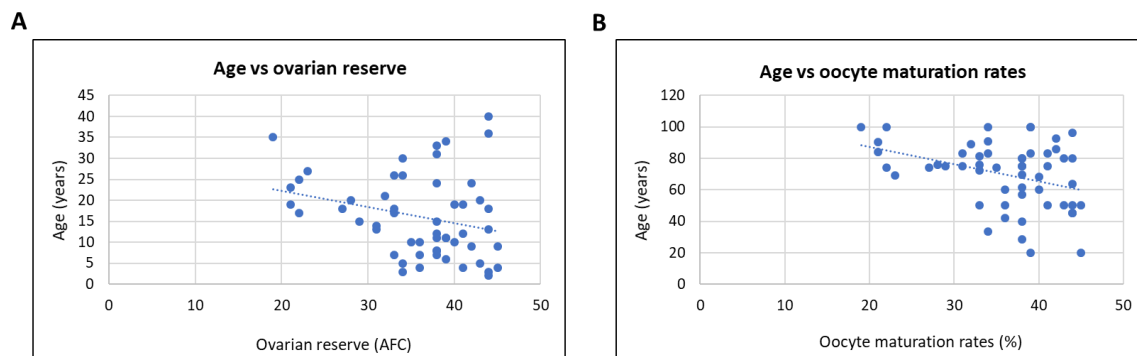 A
Age vs ovarian reserve
45
40
35
30
25
20
15
10
5
0
Age (years)
0 10 20 30 40 50
Ovarian reserve (AFC)
B
Age vs oocyte maturation rates
120
100
80
60
40
20
0
Age (years)
0 10 20 30 40 50
Oocyte maturation rates (%)